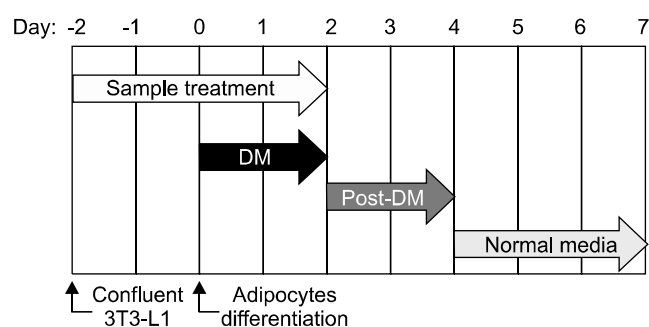 Day: -2 -1 0 1 2 3 4 5 6 7
Sample treatment
DM
Post-DM
Normal media
Confluent
3T3-L1
Adipocytes
differentiation